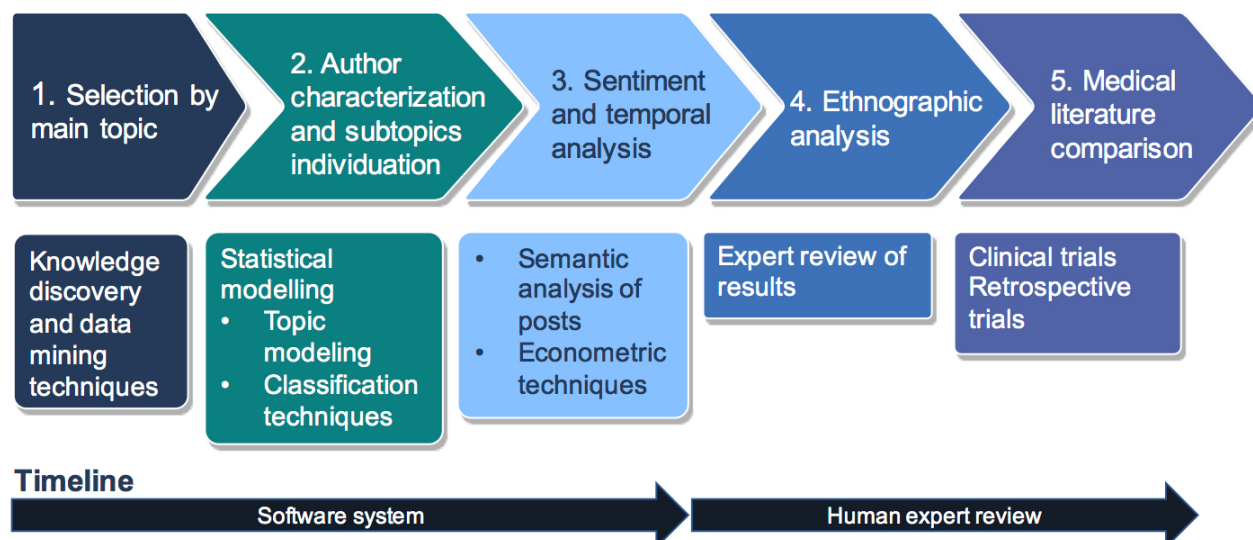 1. Selection by
main topic
2. Author
characterization
and subtopics
individuation
3. Sentiment
and temporal
analysis
4. Ethnographic
analysis
5. Medical
literature
comparison
Knowledge
discovery
and data
mining
techniques
Statistical
modelling
• Topic
modeling
• Classification
techniques
• Semantic
analysis of
posts
• Econometric
techniques
Expert review of
results
Clinical trials
Retrospective
trials
Timeline
Software system
Human expert review